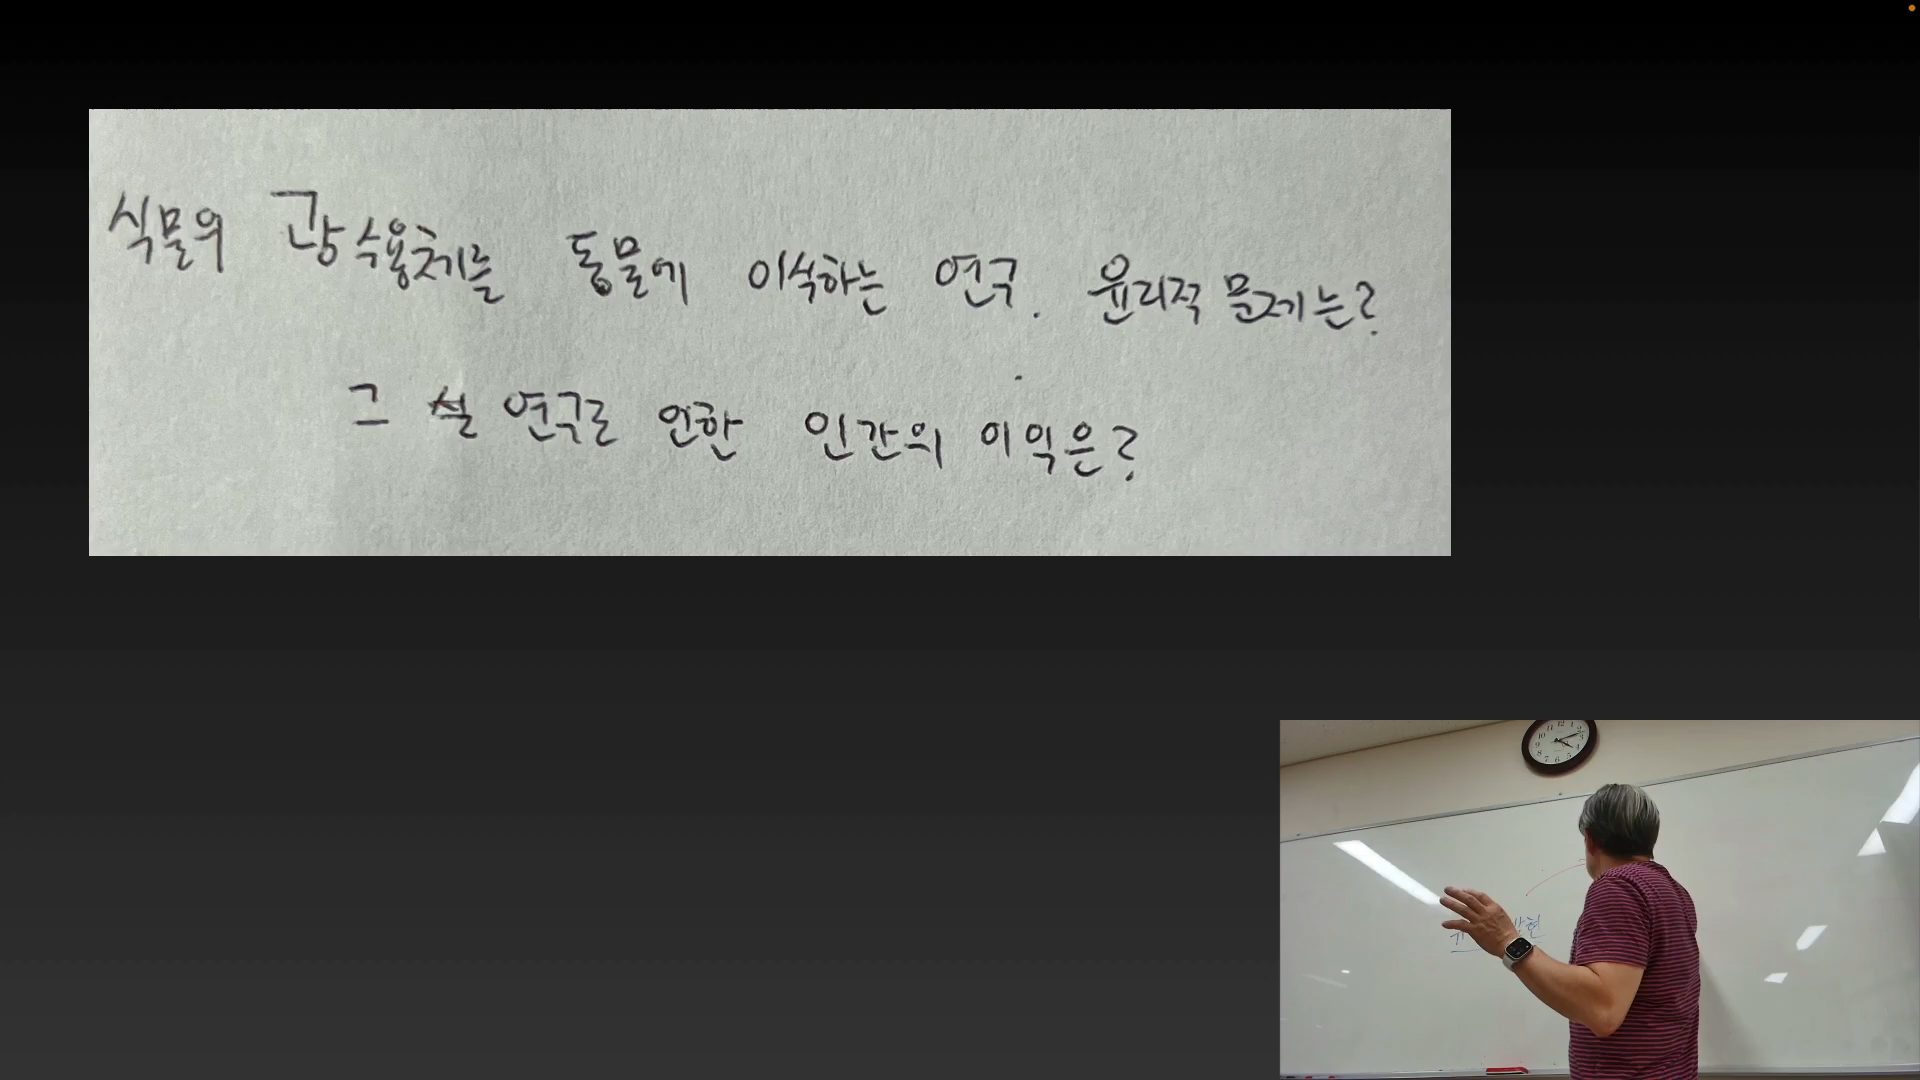 식물의 광수용체를 동물에 이식하는 연구. 윤리적 문제는?
그 연구로 인한 인간의 이익은?